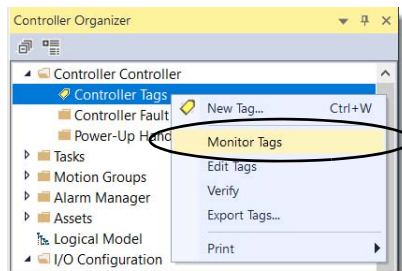 Controller Organizer
Controller Controller
Controller Tags
New Tag... Ctrl+W
Controller Fault
Power-Up Hand
Monitor Tags
Tasks
Edit Tags
Motion Groups
Verify
Alarm Manager
Export Tags...
Assets
Logical Model
Print
I/O Configuration